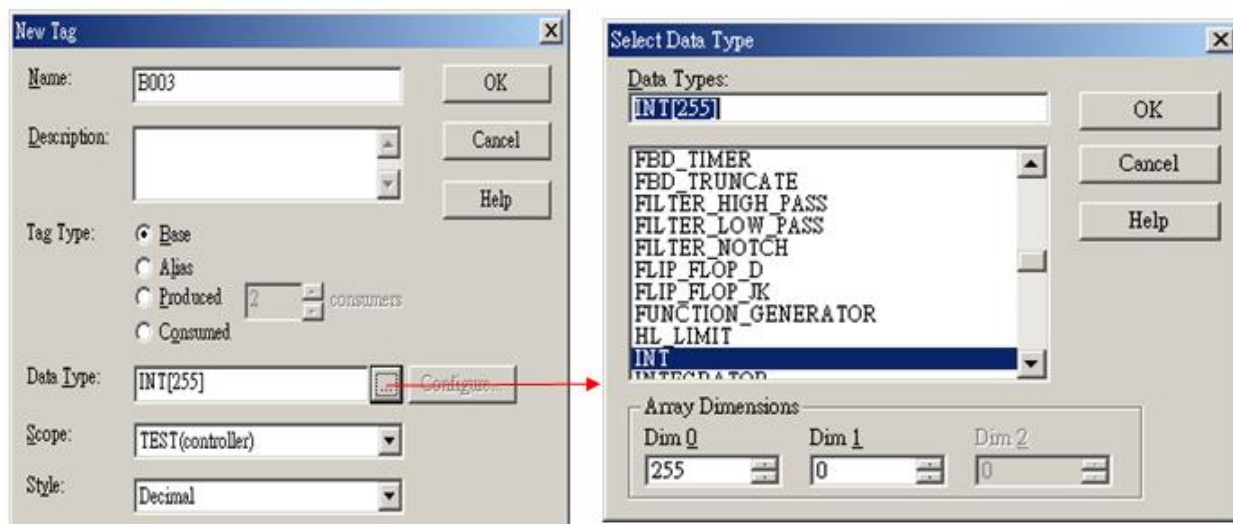 New Tag
Name: B003 OK
Description: Cancel
Help
Tag Type: Base
Alias
Produced 2 consumers
Consumed
Data Type: INT[255] ... Configure...
Scope: TEST(controller)
Style: Decimal
Select Data Type
Data Types:
INT[255] OK
Cancel
Help
FBD_TIMER
FBD_TRUNCATE
FILTER_HIGH_PASS
FILTER_LOW_PASS
FILTER_NOTCH
FLIP_FLOP_D
FLIP_FLOP_JK
FUNCTION_GENERATOR
HL_LIMIT
INT
INTEGRATOR
Array Dimensions
Dim 0 Dim 1 Dim 2
255 0 0